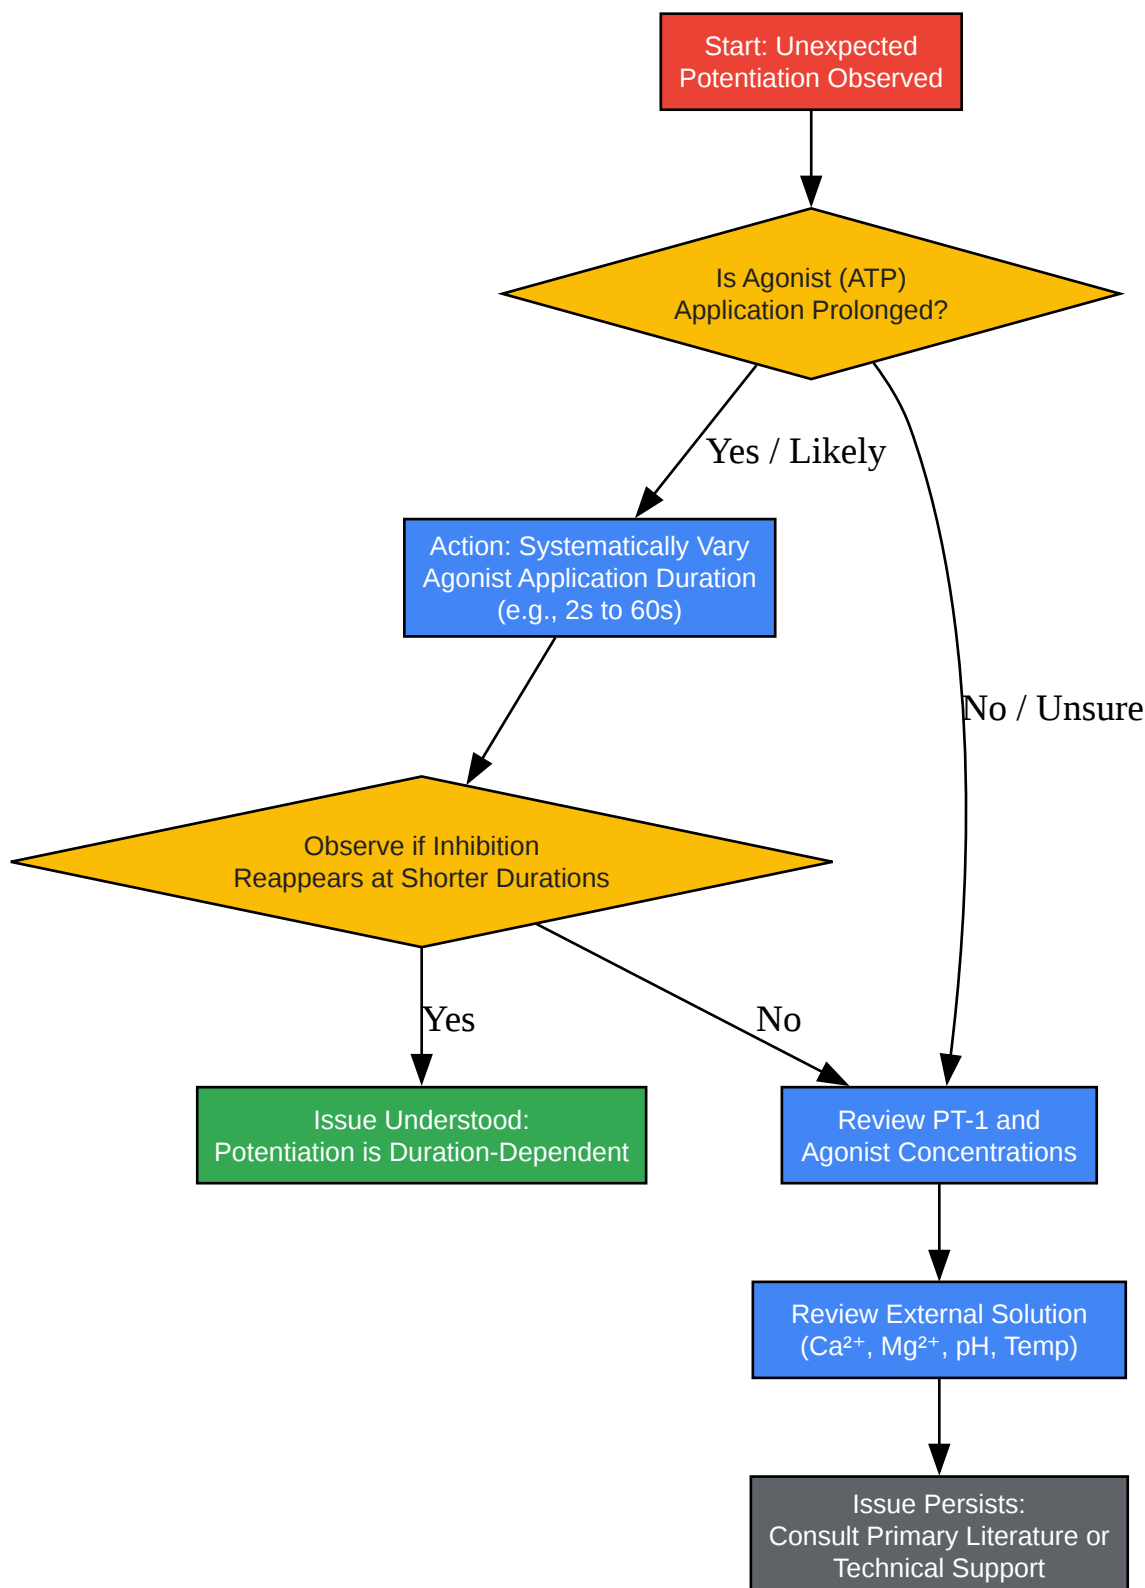 Start: Unexpected
Potentiation Observed
Is Agonist (ATP)
Application Prolonged?
Yes / Likely
Action: Systematically Vary
Agonist Application Duration
(e.g., 2s to 60s)
No / Unsure
Observe if Inhibition
Reappears at Shorter Durations
Yes
No
Issue Understood:
Potentiation is Duration-Dependent
Review PT-1 and
Agonist Concentrations
Review External Solution
(Ca²⁺, Mg²⁺, pH, Temp)
Issue Persists:
Consult Primary Literature or
Technical Support